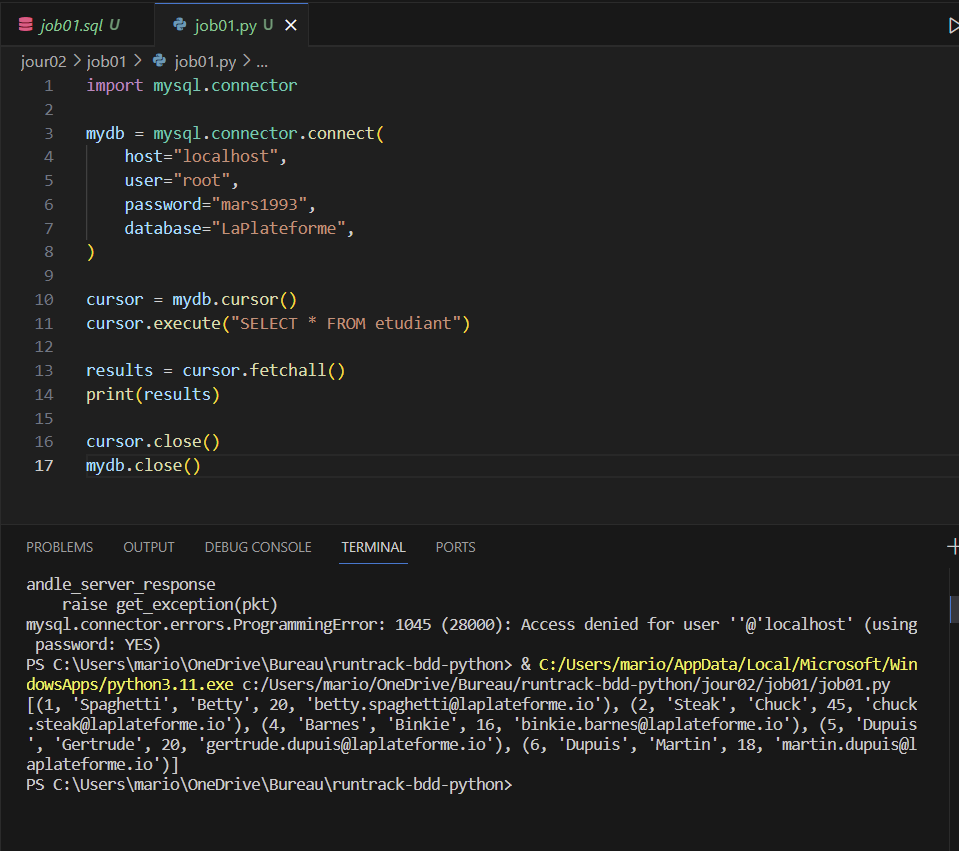 job01.sql U
job01.py U
jour02 > job01 > job01.py > ...
1 import mysql.connector
2
3 mydb = mysql.connector.connect(
4     host="localhost",
5     user="root",
6     password="mars1993",
7     database="LaPlateforme",
8 )
9
10 cursor = mydb.cursor()
11 cursor.execute("SELECT * FROM etudiant")
12
13 results = cursor.fetchall()
14 print(results)
15
16 cursor.close()
17 mydb.close()
PROBLEMS OUTPUT DEBUG CONSOLE TERMINAL PORTS
andle_server_response
    raise get_exception(pkt)
mysql.connector.errors.ProgrammingError: 1045 (28000): Access denied for user ''@'localhost' (using
 password: YES)
PS C:\Users\mario\OneDrive\Bureau\runtrack-bdd-python> & C:/Users/mario/AppData/Local/Microsoft/Win
dowsApps/python3.11.exe c:/Users/mario/OneDrive/Bureau/runtrack-bdd-python/jour02/job01/job01.py
[(1, 'Spaghetti', 'Betty', 20, 'betty.spaghetti@laplateforme.io'), (2, 'Steak', 'Chuck', 45, 'chuck
.steak@laplateforme.io'), (4, 'Barnes', 'Binkie', 16, 'binkie.barnes@laplateforme.io'), (5, 'Dupuis
', 'Gertrude', 20, 'gertrude.dupuis@laplateforme.io'), (6, 'Dupuis', 'Martin', 18, 'martin.dupuis@l
aplateforme.io')]
PS C:\Users\mario\OneDrive\Bureau\runtrack-bdd-python>